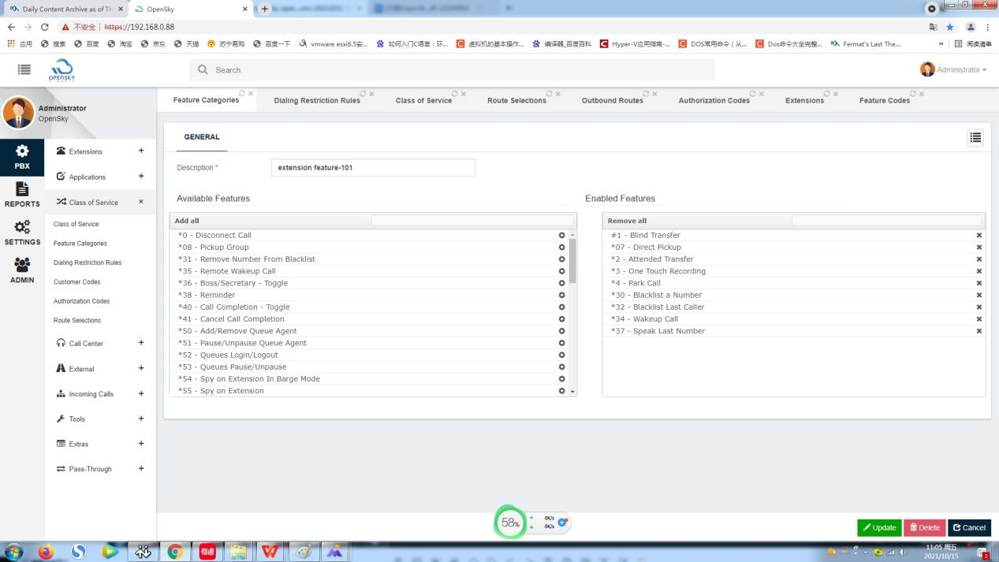 Daily Content Archive as of Th
OpenSky
不安全 | https://192.168.0.88
应用 搜索 百度 淘宝 京东 天猫 苏宁易购 百度一下 vmware esxi6.5安... 如何入门C语言：环... 虚拟机的基本操作... 编译器_百度百科 Hyper-V应用指南-... DOS常用命令（从... Dos命令大全完整... Fermat's Last The... » 阅读清单
OPENSKY
Search
Administrator
Administrator
OpenSky
Feature Categories Dialing Restriction Rules Class of Service Route Selections Outbound Routes Authorization Codes Extensions Feature Codes
PBX
REPORTS
SETTINGS
ADMIN
Extensions +
Applications +
Class of Service ×
Class of Service
Feature Categories
Dialing Restriction Rules
Customer Codes
Authorization Codes
Route Selections
Call Center +
External +
Incoming Calls +
Tools +
Extras +
Pass-Through +
GENERAL
Description * extension feature-101
Available Features
Add all
*0 - Disconnect Call
*08 - Pickup Group
*31 - Remove Number From Blacklist
*35 - Remote Wakeup Call
*36 - Boss/Secretary - Toggle
*38 - Reminder
*40 - Call Completion - Toggle
*41 - Cancel Call Completion
*50 - Add/Remove Queue Agent
*51 - Pause/Unpause Queue Agent
*52 - Queues Login/Logout
*53 - Queues Pause/Unpause
*54 - Spy on Extension In Barge Mode
*55 - Spy on Extension
Enabled Features
Remove all
#1 - Blind Transfer
*07 - Direct Pickup
*2 - Attended Transfer
*3 - One Touch Recording
*4 - Park Call
*30 - Blacklist a Number
*32 - Blacklist Last Caller
*34 - Wakeup Call
*37 - Speak Last Number
58%
0K/s
0K/s
Update Delete Cancel
有道
11:05 周五
2021/10/15
2